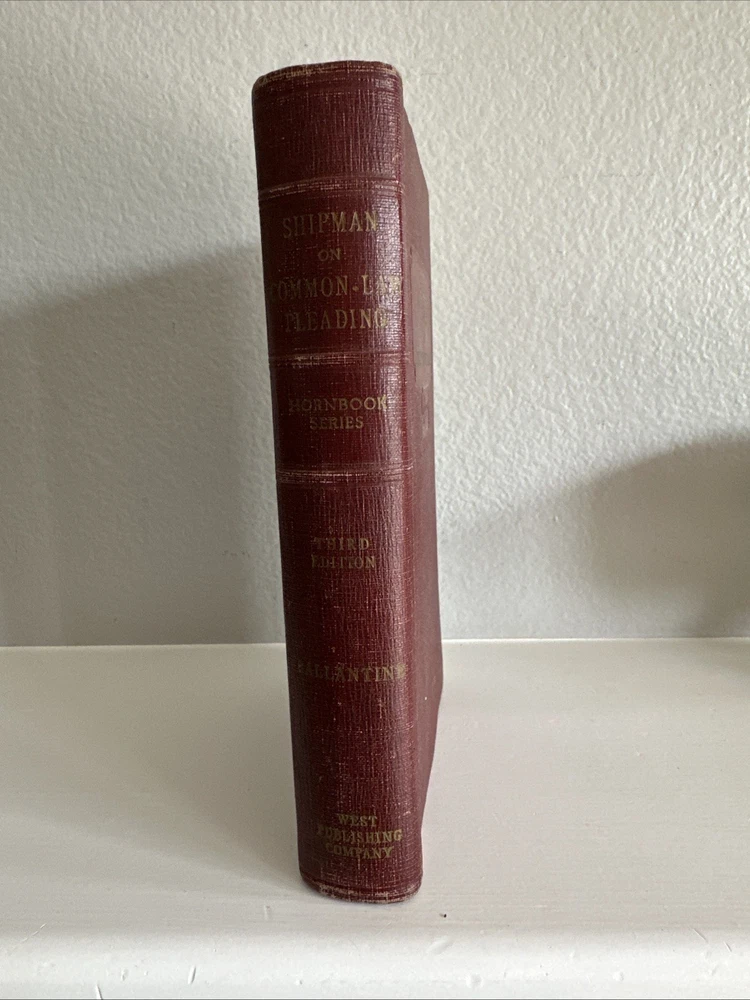 SHIPMAN
ON
COMMON-LAW
PLEADING
HORNBOOK
SERIES
THIRD
EDITION
BALLANTINE
WEST
PUBLISHING
COMPANY